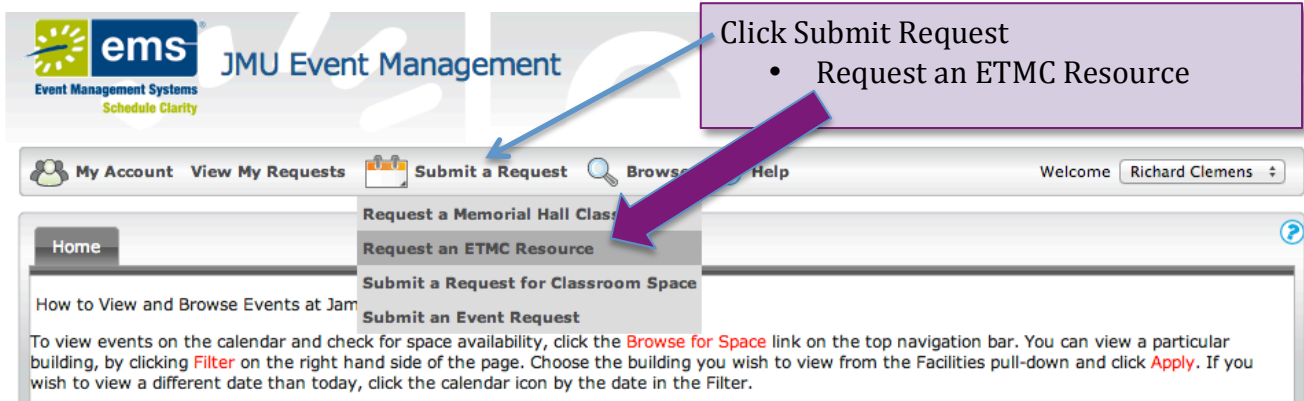 ems
Event Management Systems
Schedule Clarity
JMU Event Management
Click Submit Request
• Request an ETMC Resource
My Account View My Requests Submit a Request Browse Help
Welcome Richard Clemens
Request a Memorial Hall Clas
Home
Request an ETMC Resource
Submit a Request for Classroom Space
Submit an Event Request
How to View and Browse Events at Jam
To view events on the calendar and check for space availability, click the Browse for Space link on the top navigation bar. You can view a particular
building, by clicking Filter on the right hand side of the page. Choose the building you wish to view from the Facilities pull-down and click Apply. If you
wish to view a different date than today, click the calendar icon by the date in the Filter.